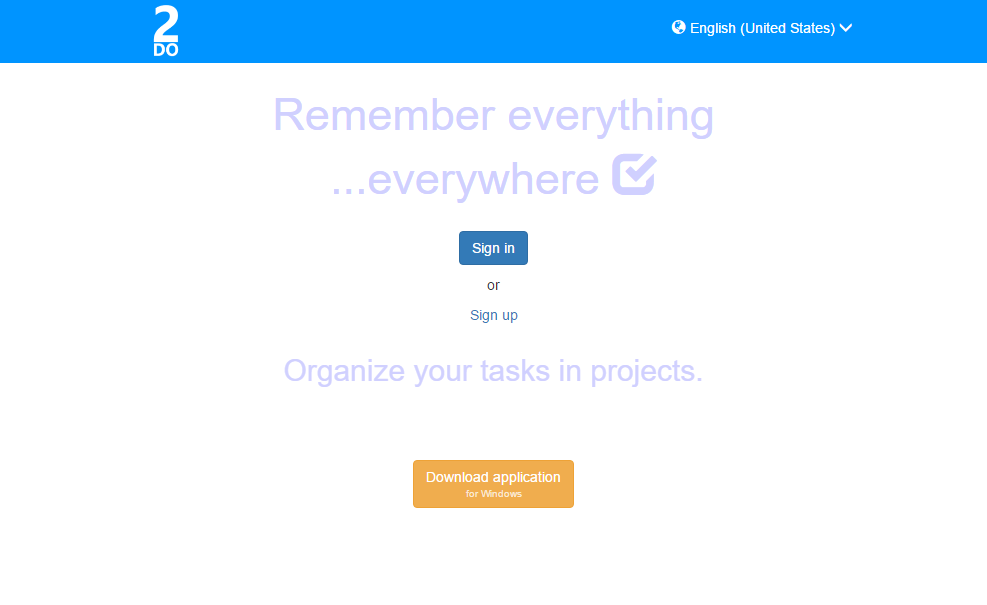 2
DO
English (United States)
Remember everything
...everywhere
Sign in
or
Sign up
Organize your tasks in projects.
Download application
for Windows